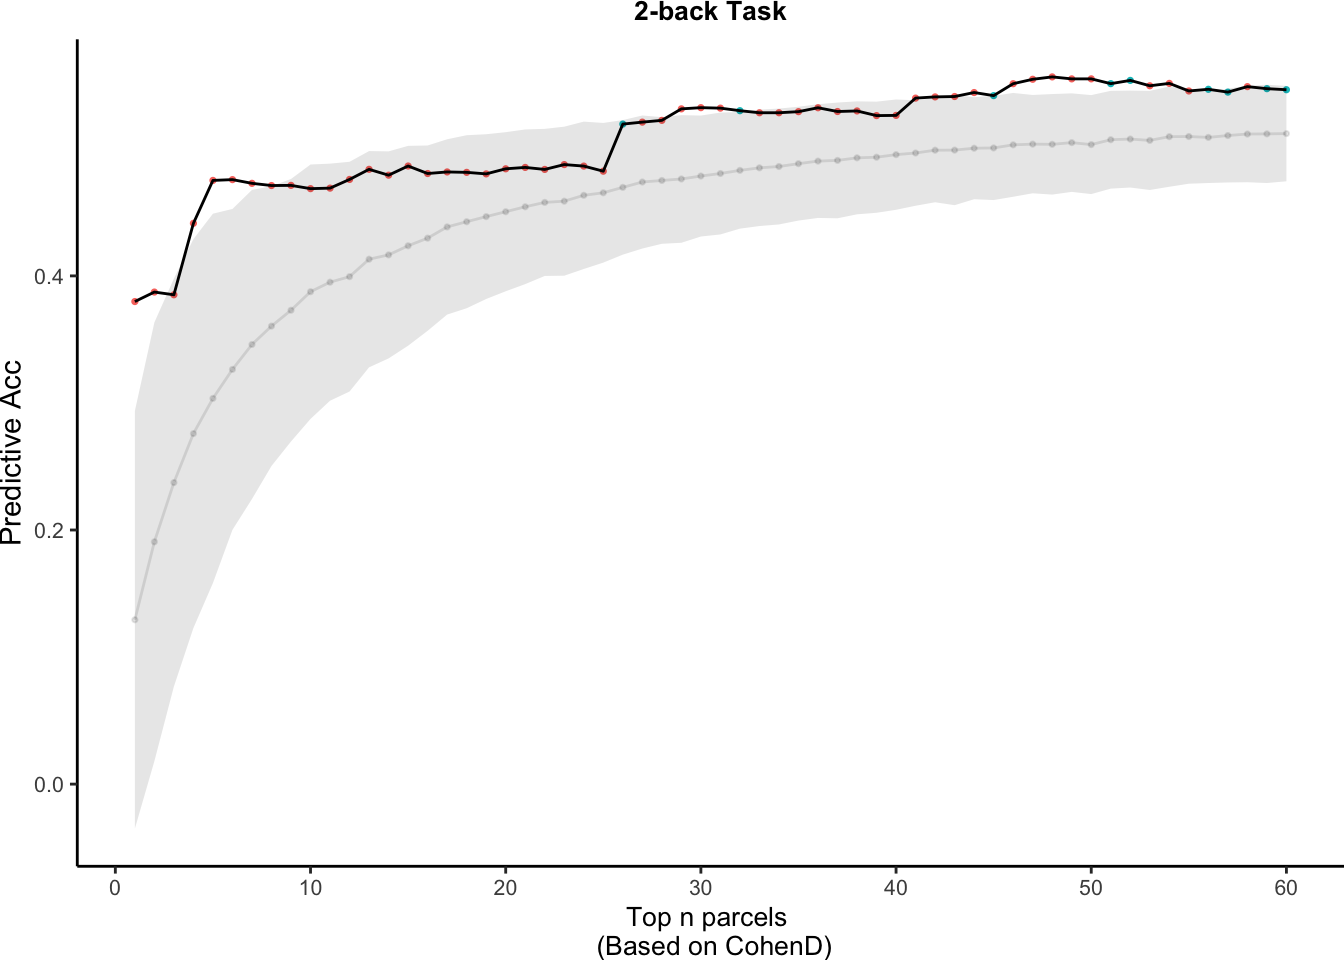 2-back Task
Predictive Acc
0.4
0.2
0.0
0 10 20 30 40 50 60
Top n parcels
(Based on CohenD)